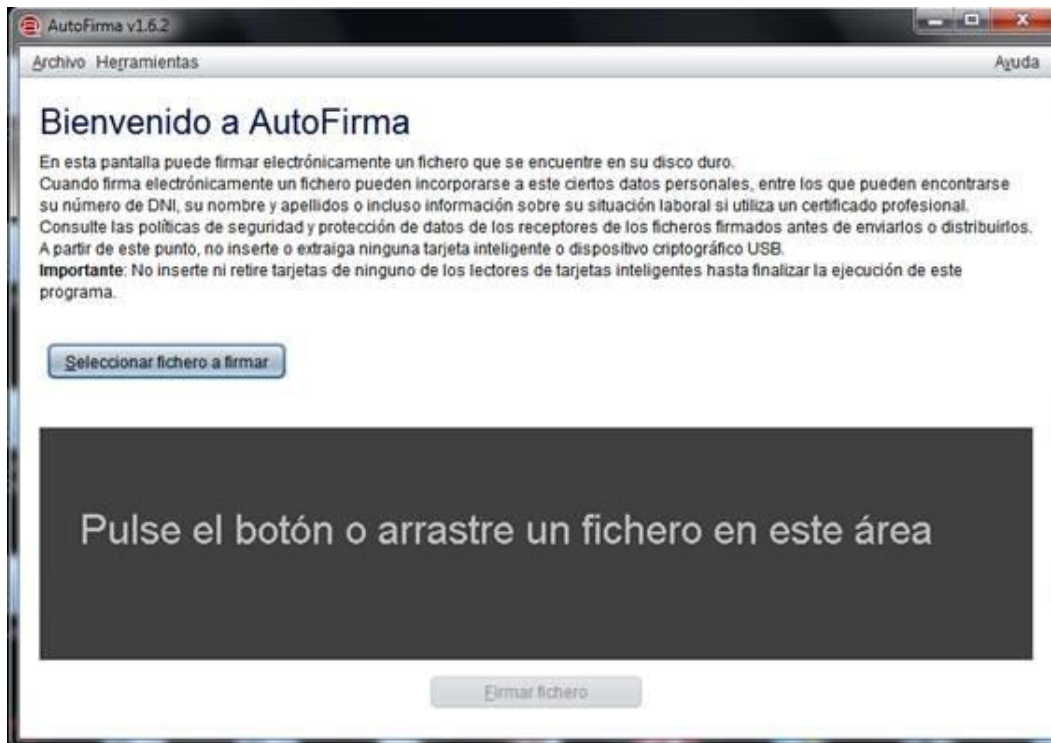 AutoFirma v1.6.2
Archivo Herramientas Ayuda
Bienvenido a AutoFirma
En esta pantalla puede firmar electrónicamente un fichero que se encuentre en su disco duro.
Cuando firma electrónicamente un fichero pueden incorporarse a este ciertos datos personales, entre los que pueden encontrarse
su número de DNI, su nombre y apellidos o incluso información sobre su situación laboral si utiliza un certificado profesional.
Consulte las políticas de seguridad y protección de datos de los receptores de los ficheros firmados antes de enviarlos o distribuirlos.
A partir de este punto, no inserte o extraiga ninguna tarjeta inteligente o dispositivo criptográfico USB.
Importante: No inserte ni retire tarjetas de ninguno de los lectores de tarjetas inteligentes hasta finalizar la ejecución de este
programa.
Seleccionar fichero a firmar
Pulse el botón o arrastre un fichero en este área
Firmar fichero